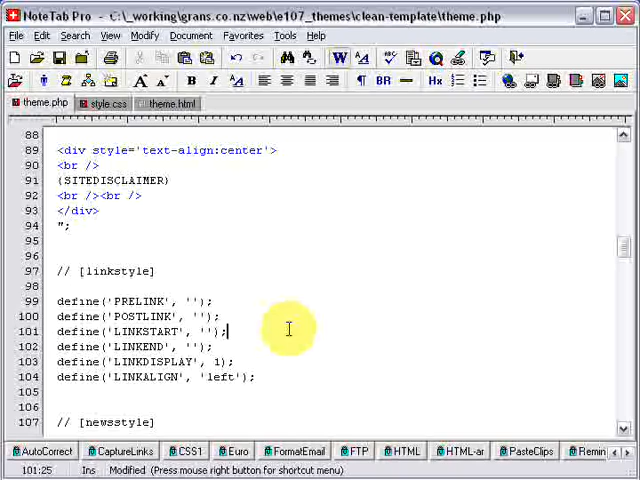 NoteTab Pro - C:\_working\grans.co.nz\web\e107_themes\clean-template\theme.php
File Edit Search View Modify Document Favorites Tools Help
theme.php style.css theme.html
88
89 <div style='text-align:center'>
90 <br />
91 {SITEDISCLAIMER}
92 <br /><br />
93 </div>
94 ";
95
96
97 // [linkstyle]
98
99 define('PRELINK', '');
100 define('POSTLINK', '');
101 define('LINKSTART', '');
102 define('LINKEND', '');
103 define('LINKDISPLAY', 1);
104 define('LINKALIGN', 'left');
105
106
107 // [newsstyle]
AutoCorrect CaptureLinks CSS1 Euro FormatEmail FTP HTML HTML-ar PasteClips Remin
101:25 Ins Modified (Press mouse right button for shortcut menu)